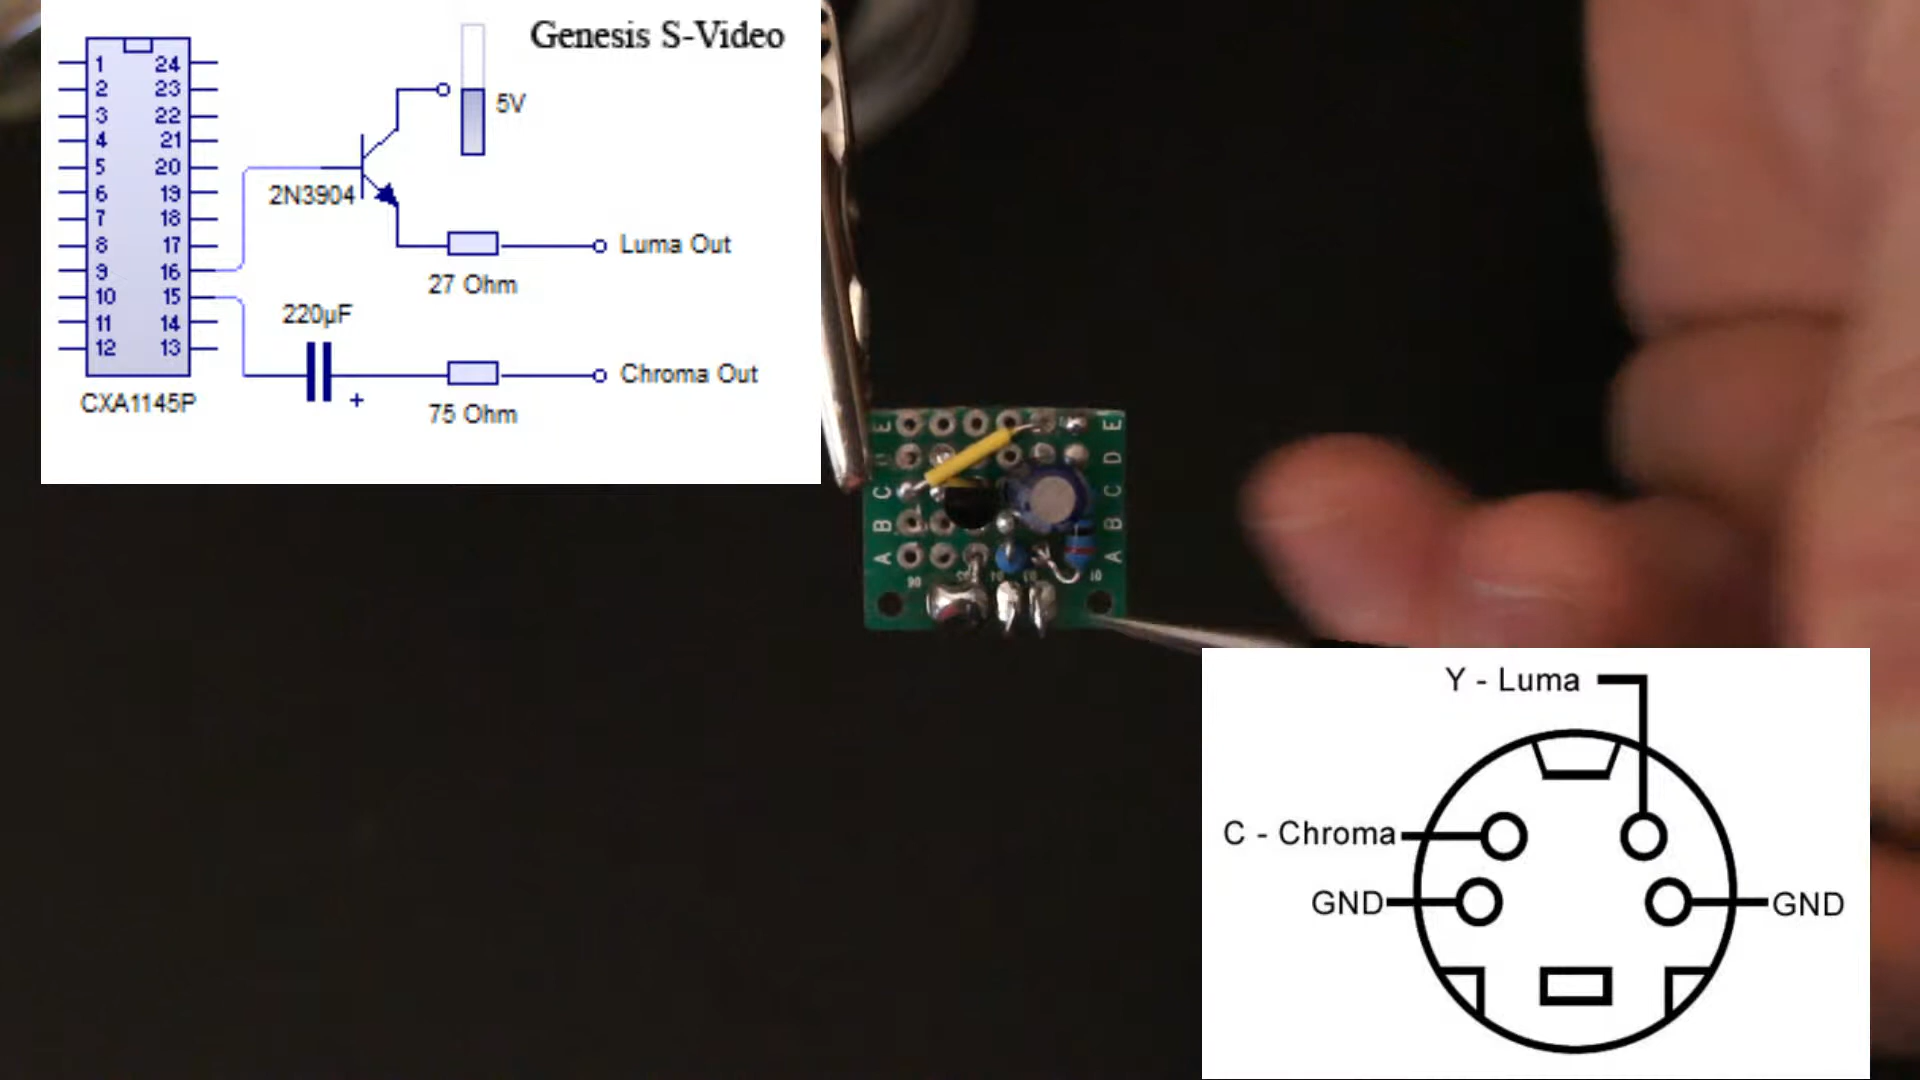 Genesis S-Video
1 24
2 23
3 22
4 21
5 20
6 19
7 18
8 17
9 16
10 15
11 14
12 13
CXA1145P
5V
2N3904
Luma Out
27 Ohm
220µF
+
Chroma Out
75 Ohm
E E
D
C C
B B
A A
Y - Luma
C - Chroma
GND GND